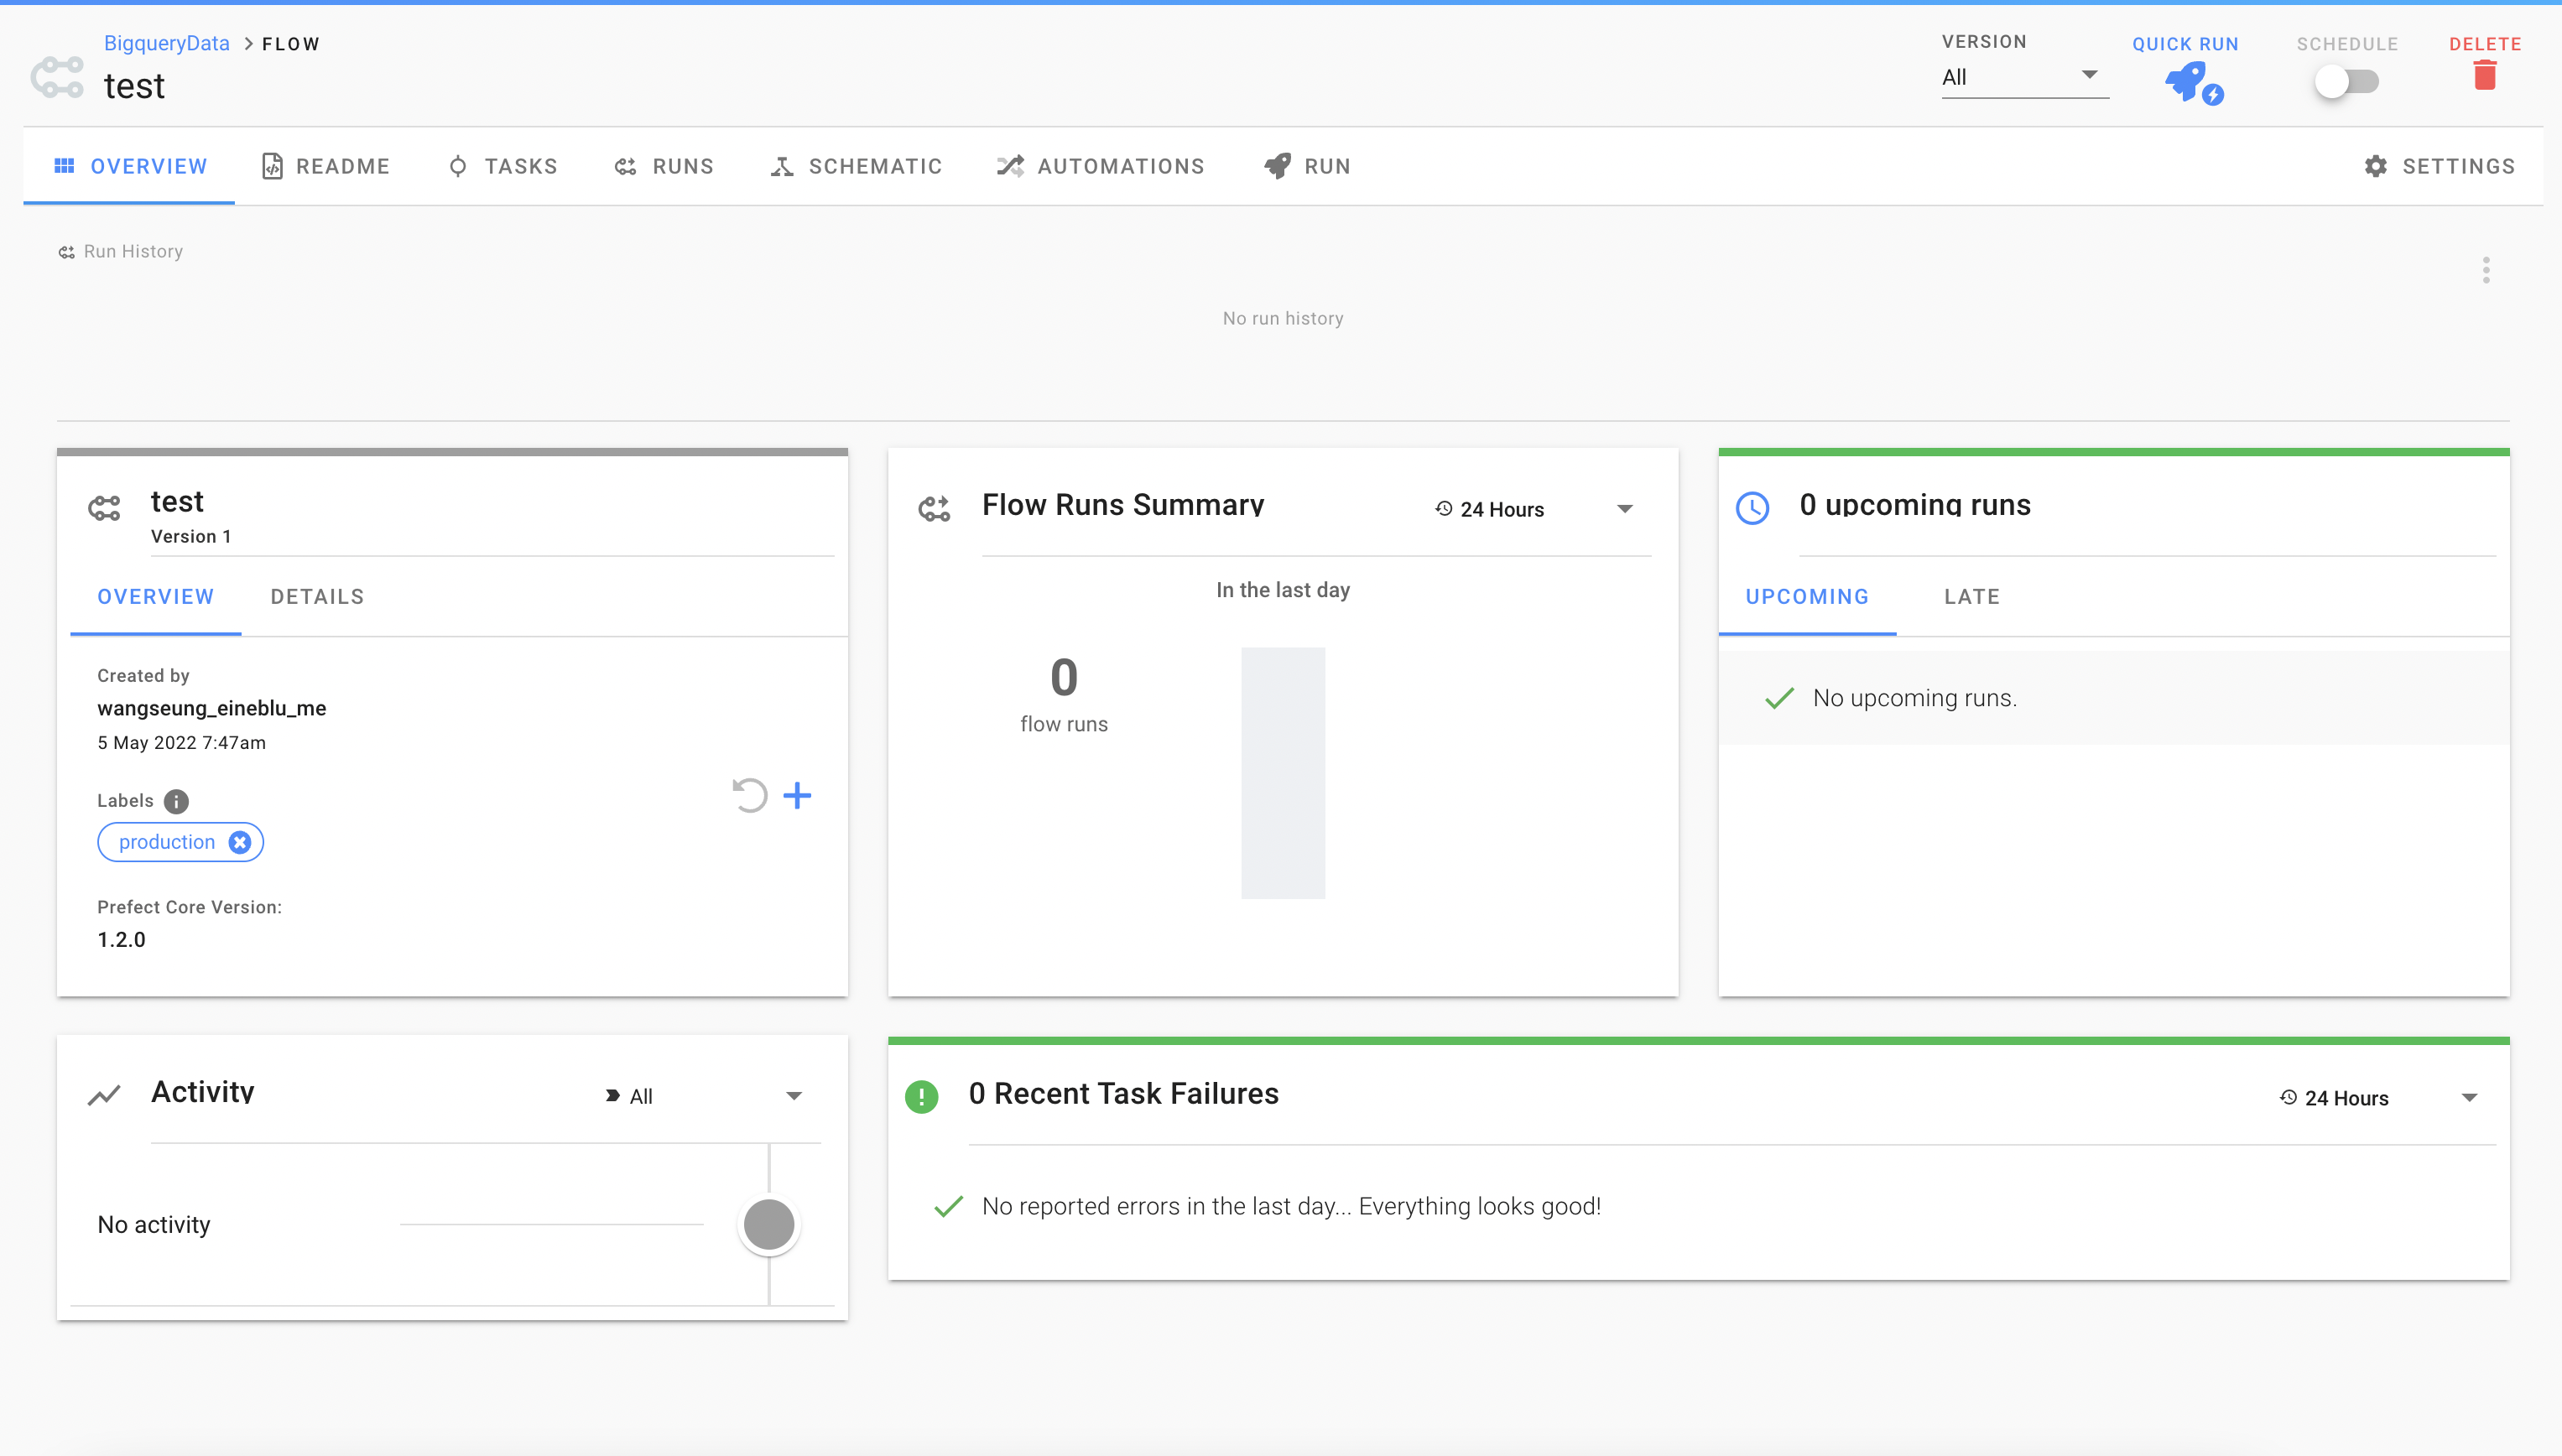 BigqueryData > FLOW
test
VERSION
All
QUICK RUN
SCHEDULE
DELETE
OVERVIEW
README
TASKS
RUNS
SCHEMATIC
AUTOMATIONS
RUN
SETTINGS
Run History
No run history
test
Version 1
OVERVIEW
DETAILS
Created by
wangseung_eineblu_me
5 May 2022 7:47am
Labels
production
Prefect Core Version:
1.2.0
Flow Runs Summary
24 Hours
In the last day
0
flow runs
0 upcoming runs
UPCOMING
LATE
No upcoming runs.
Activity
All
No activity
0 Recent Task Failures
24 Hours
No reported errors in the last day... Everything looks good!